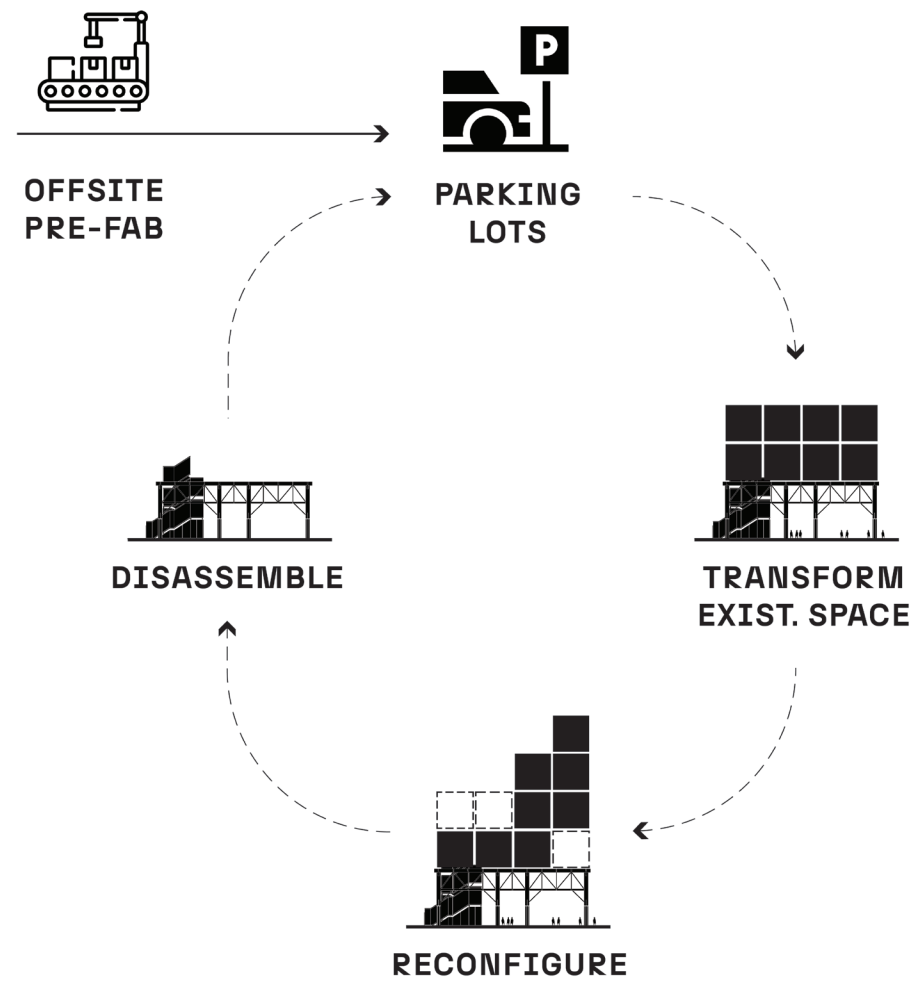 P
OFFSITE
PRE-FAB
PARKING
LOTS
DISASSEMBLE
TRANSFORM
EXIST. SPACE
RECONFIGURE